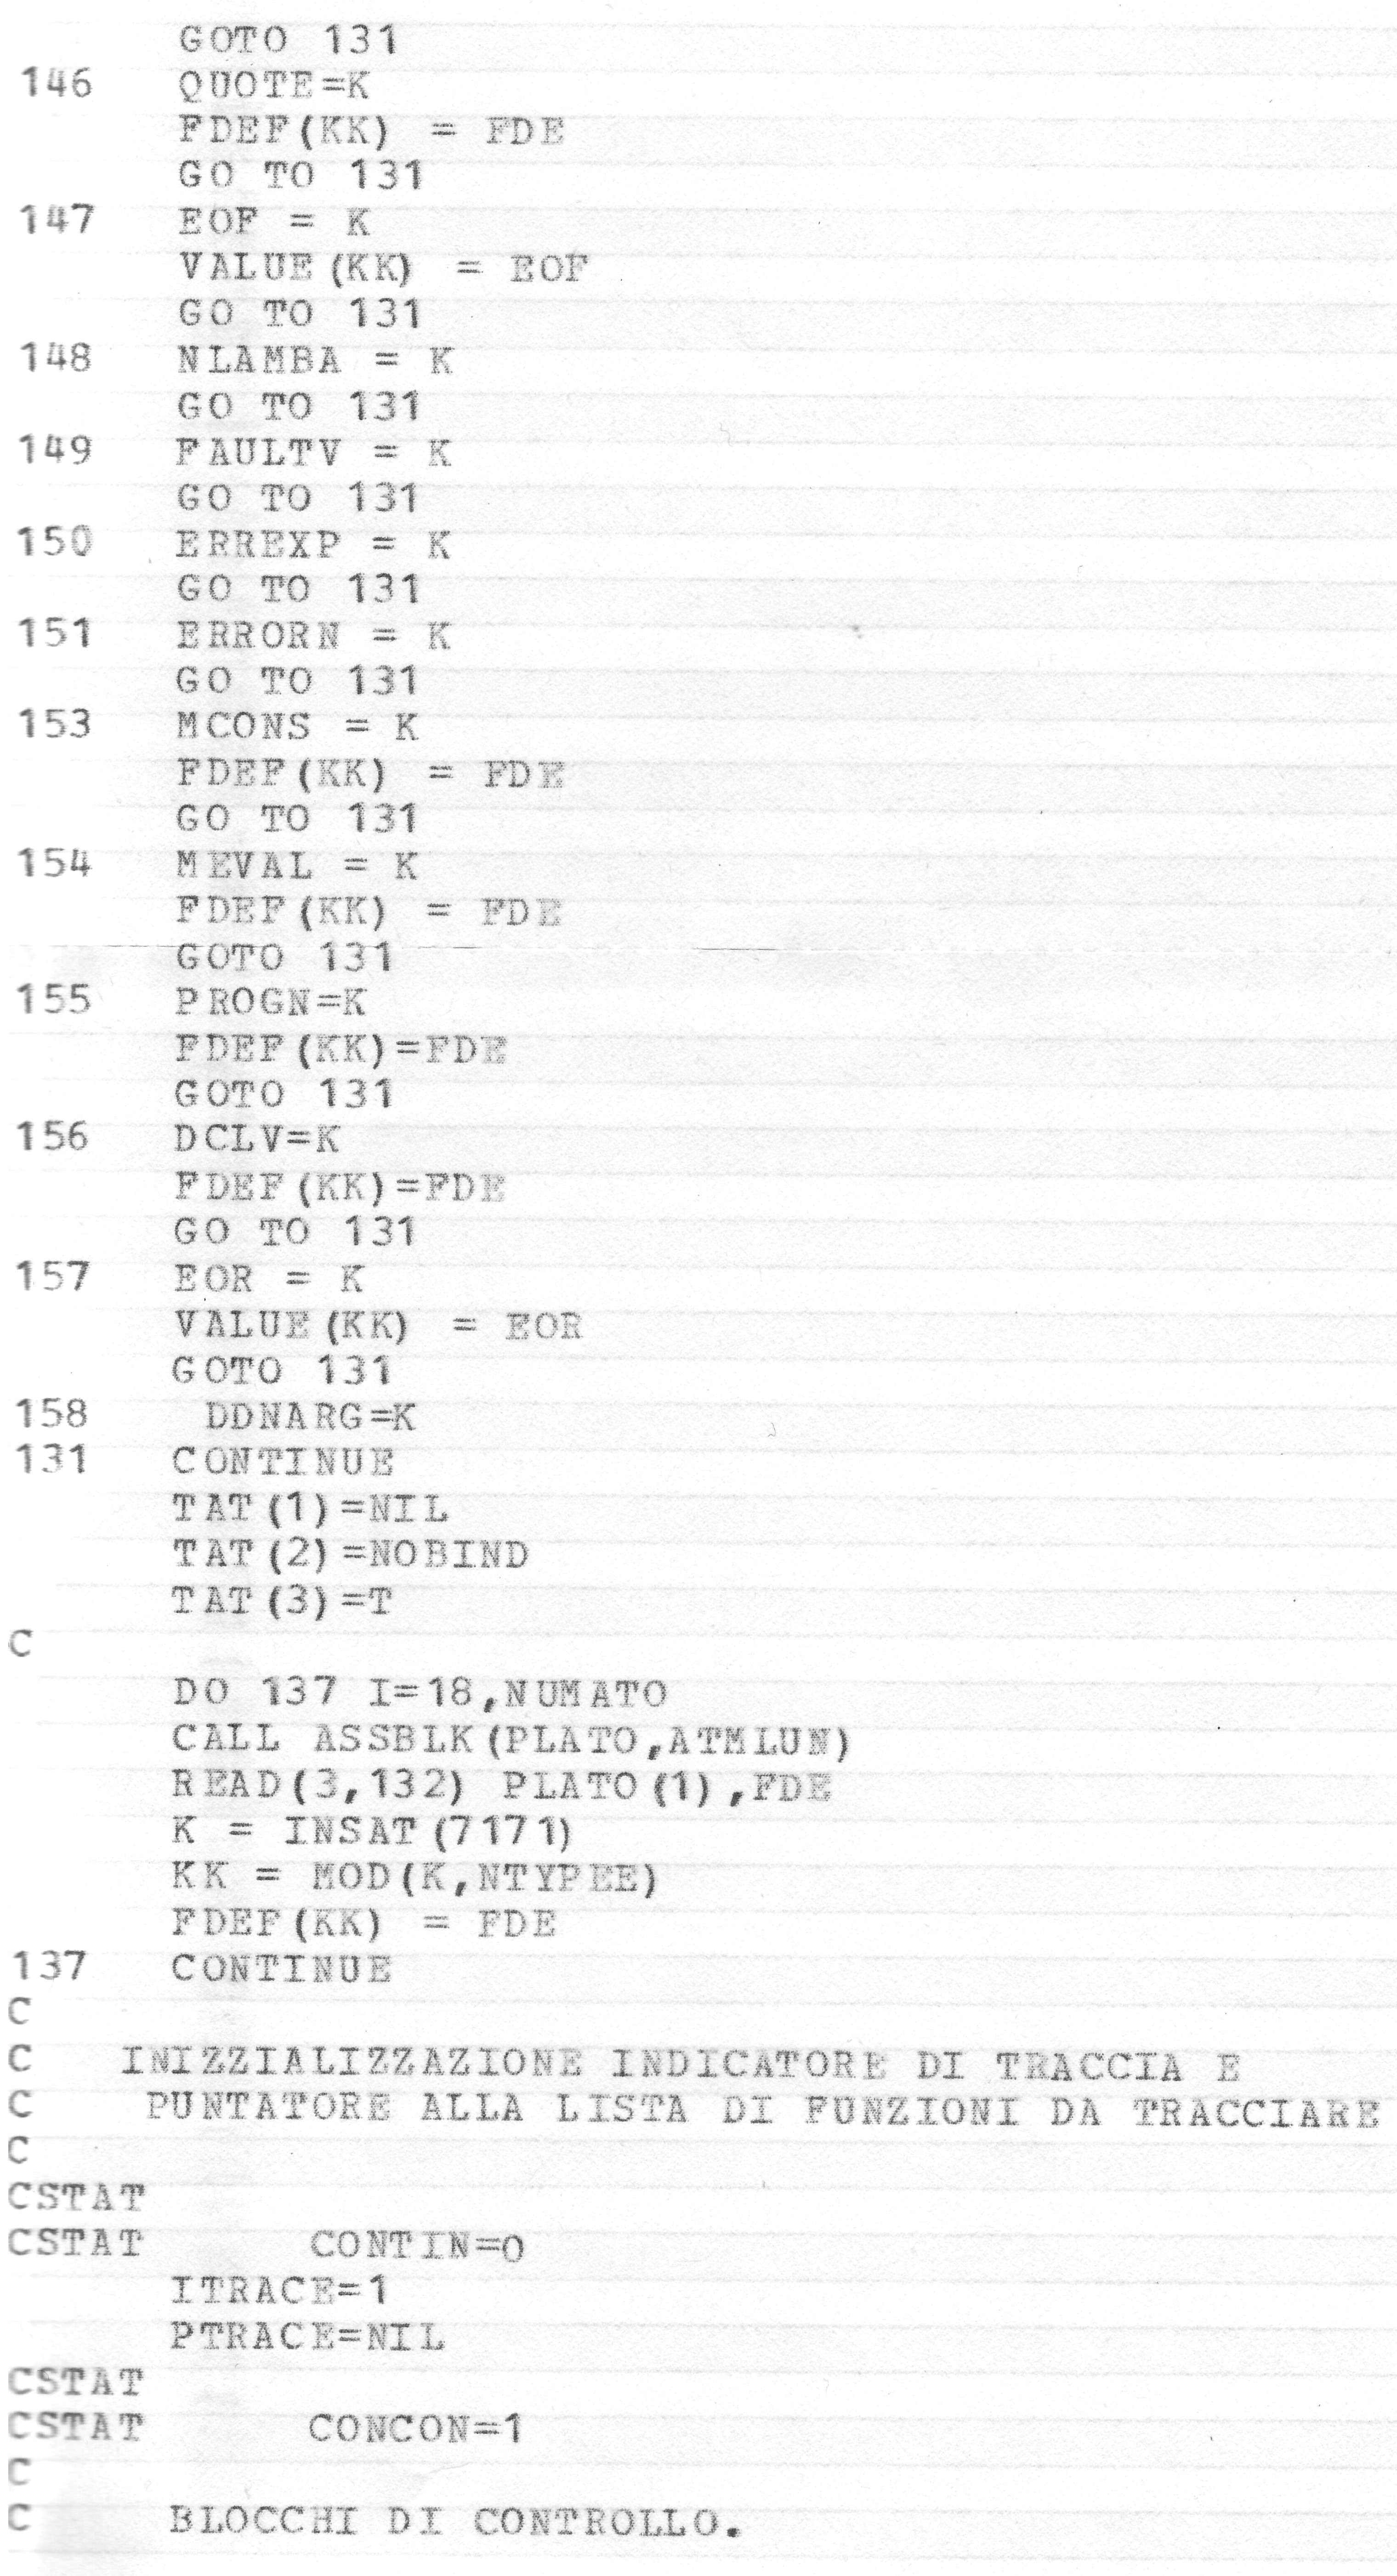 GOTO 131
146   QUOTE=K
      FDEF(KK) = FDE
      GO TO 131
147   EOF = K
      VALUE(KK) = EOF
      GO TO 131
148   NLAMBA = K
      GO TO 131
149   FAULTV = K
      GO TO 131
150   ERREXP = K
      GO TO 131
151   ERRORN = K
      GO TO 131
153   MCONS = K
      FDEF(KK) = FDE
      GO TO 131
154   MEVAL = K
      FDEF(KK) = FDE
      GOTO 131
155   PROGN=K
      FDEF(KK)=FDE
      GOTO 131
156   DCLV=K
      FDEF(KK)=FDE
      GO TO 131
157   EOR = K
      VALUE(KK) = EOR
      GOTO 131
158    DDNARG=K
131   CONTINUE
      TAT(1)=NIL
      TAT(2)=NOBIND
      TAT(3)=T
C
      DO 137 I=18,NUMATO
      CALL ASSBLK(PLATO,ATMLUN)
      READ(3,132) PLATO(1),FDE
      K = INSAT(7171)
      KK = MOD(K,NTYPEE)
      FDEF(KK) = FDE
137   CONTINUE
C
C   INIZZIALIZZAZIONE INDICATORE DI TRACCIA E
C    PUNTATORE ALLA LISTA DI FUNZIONI DA TRACCIARE
C
CSTAT
CSTAT      CONTIN=0
      ITRACE=1
      PTRACE=NIL
CSTAT
CSTAT      CONCON=1
C
C     BLOCCHI DI CONTROLLO.